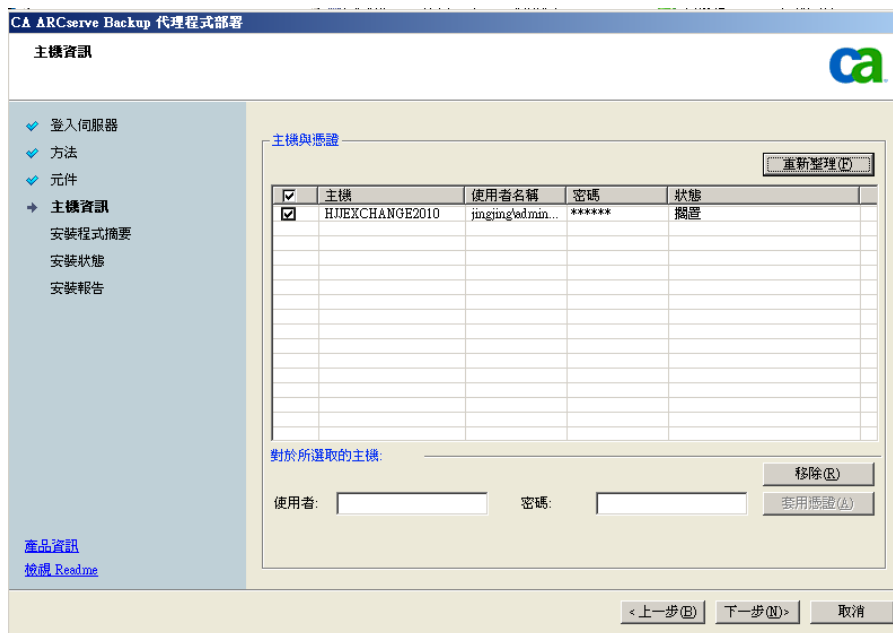 CA ARCserve Backup 代理程式部署
主機資訊
ca
登入伺服器
方法
元件
主機資訊
安裝程式摘要
安裝狀態
安裝報告
產品資訊
檢視 Readme
主機與憑證
重新整理(F)
主機 使用者名稱 密碼 狀態
HJJEXCHANGE2010 jingjing\admin... ****** 擱置
對於所選取的主機:
移除(R)
使用者: 密碼: 套用憑證(A)
<上一步(B) 下一步(N)> 取消